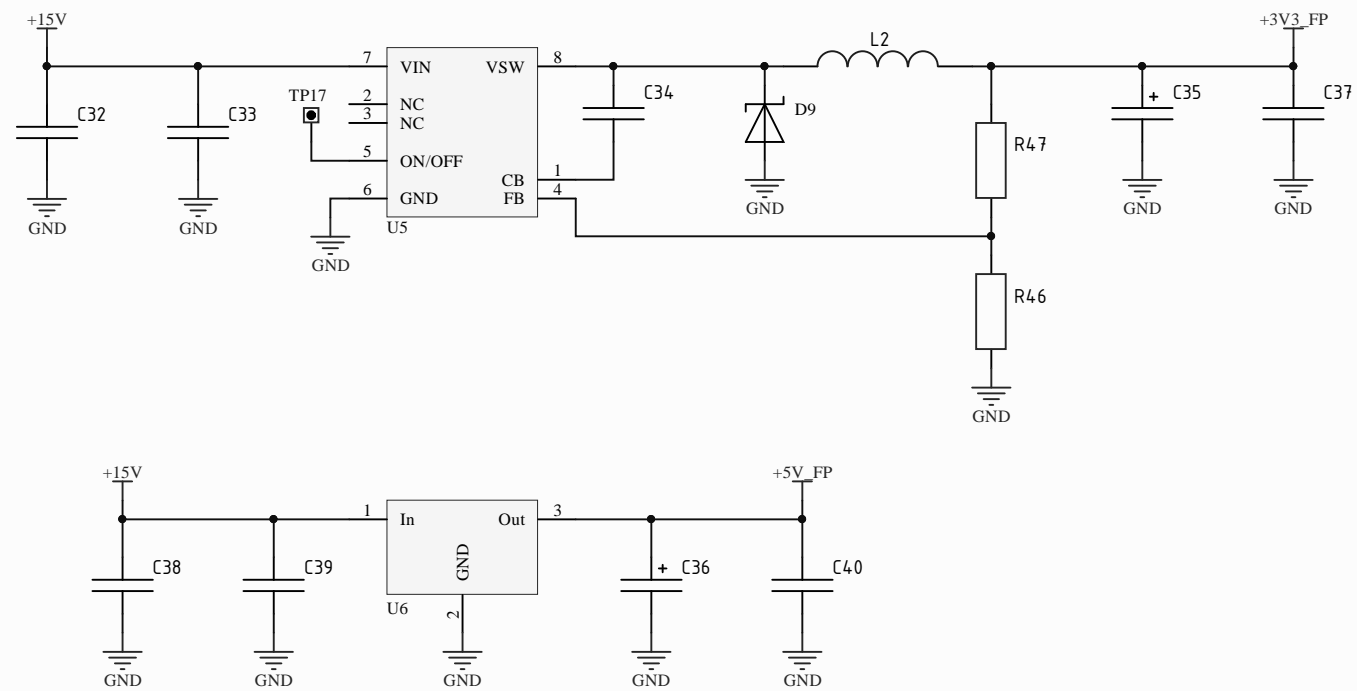 +15V
+3V3_FP
L2
7
VIN
VSW
8
C32
C33
TP17
2
NC
3
NC
C34
D9
+
C35
C37
R47
5
ON/OFF
CB
1
6
GND
FB
4
GND
GND
U5
GND
GND
GND
GND
R46
GND
+15V
+5V_FP
1
In
Out
3
C38
C39
GND
+
C36
C40
U6
2
GND
GND
GND
GND
GND